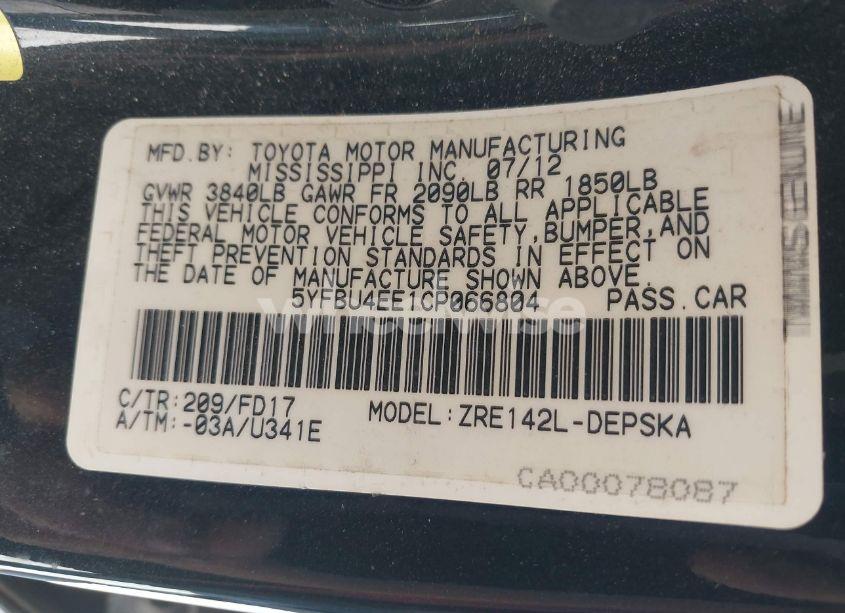 MFD.BY: TOYOTA MOTOR MANUFACTURING
MISSISSIPPI INC. 07/12
GVWR 3840LB GAWR FR 2090LB RR 1850LB
THIS VEHICLE CONFORMS TO ALL APPLICABLE
FEDERAL MOTOR VEHICLE SAFETY, BUMPER, AND
THEFT PREVENTION STANDARDS IN EFFECT ON
THE DATE OF MANUFACTURE SHOWN ABOVE.
5YFBU4EE1CP066804 PASS.CAR
wheelwise
C/TR:209/FD17 MODEL:ZRE142L-DEPSKA
A/TM:-03A/U341E
CA00078087